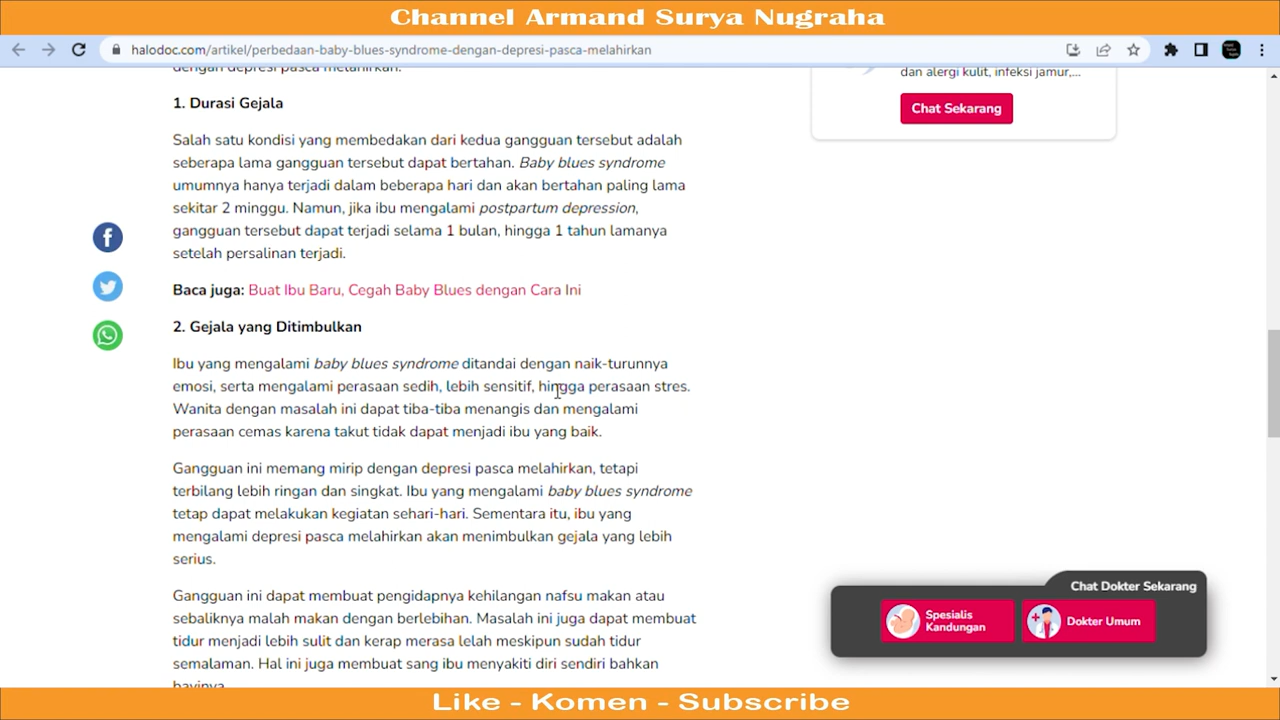 Channel Armand Surya Nugraha
halodoc.com/artikel/perbedaan-baby-blues-syndrome-dengan-depresi-pasca-melahirkan
dengan depresi pasca melahirkan.
dan alergi kulit, infeksi jamur,...
Chat Sekarang
1. Durasi Gejala
Salah satu kondisi yang membedakan dari kedua gangguan tersebut adalah
seberapa lama gangguan tersebut dapat bertahan. Baby blues syndrome
umumnya hanya terjadi dalam beberapa hari dan akan bertahan paling lama
sekitar 2 minggu. Namun, jika ibu mengalami postpartum depression,
gangguan tersebut dapat terjadi selama 1 bulan, hingga 1 tahun lamanya
setelah persalinan terjadi.
Baca juga: Buat Ibu Baru, Cegah Baby Blues dengan Cara Ini
2. Gejala yang Ditimbulkan
Ibu yang mengalami baby blues syndrome ditandai dengan naik-turunnya
emosi, serta mengalami perasaan sedih, lebih sensitif, hingga perasaan stres.
Wanita dengan masalah ini dapat tiba-tiba menangis dan mengalami
perasaan cemas karena takut tidak dapat menjadi ibu yang baik.
Gangguan ini memang mirip dengan depresi pasca melahirkan, tetapi
terbilang lebih ringan dan singkat. Ibu yang mengalami baby blues syndrome
tetap dapat melakukan kegiatan sehari-hari. Sementara itu, ibu yang
mengalami depresi pasca melahirkan akan menimbulkan gejala yang lebih
serius.
Gangguan ini dapat membuat pengidapnya kehilangan nafsu makan atau
sebaliknya malah makan dengan berlebihan. Masalah ini juga dapat membuat
tidur menjadi lebih sulit dan kerap merasa lelah meskipun sudah tidur
semalaman. Hal ini juga membuat sang ibu menyakiti diri sendiri bahkan
bayinya.
Chat Dokter Sekarang
Spesialis
Kandungan
Dokter Umum
Like - Komen - Subscribe